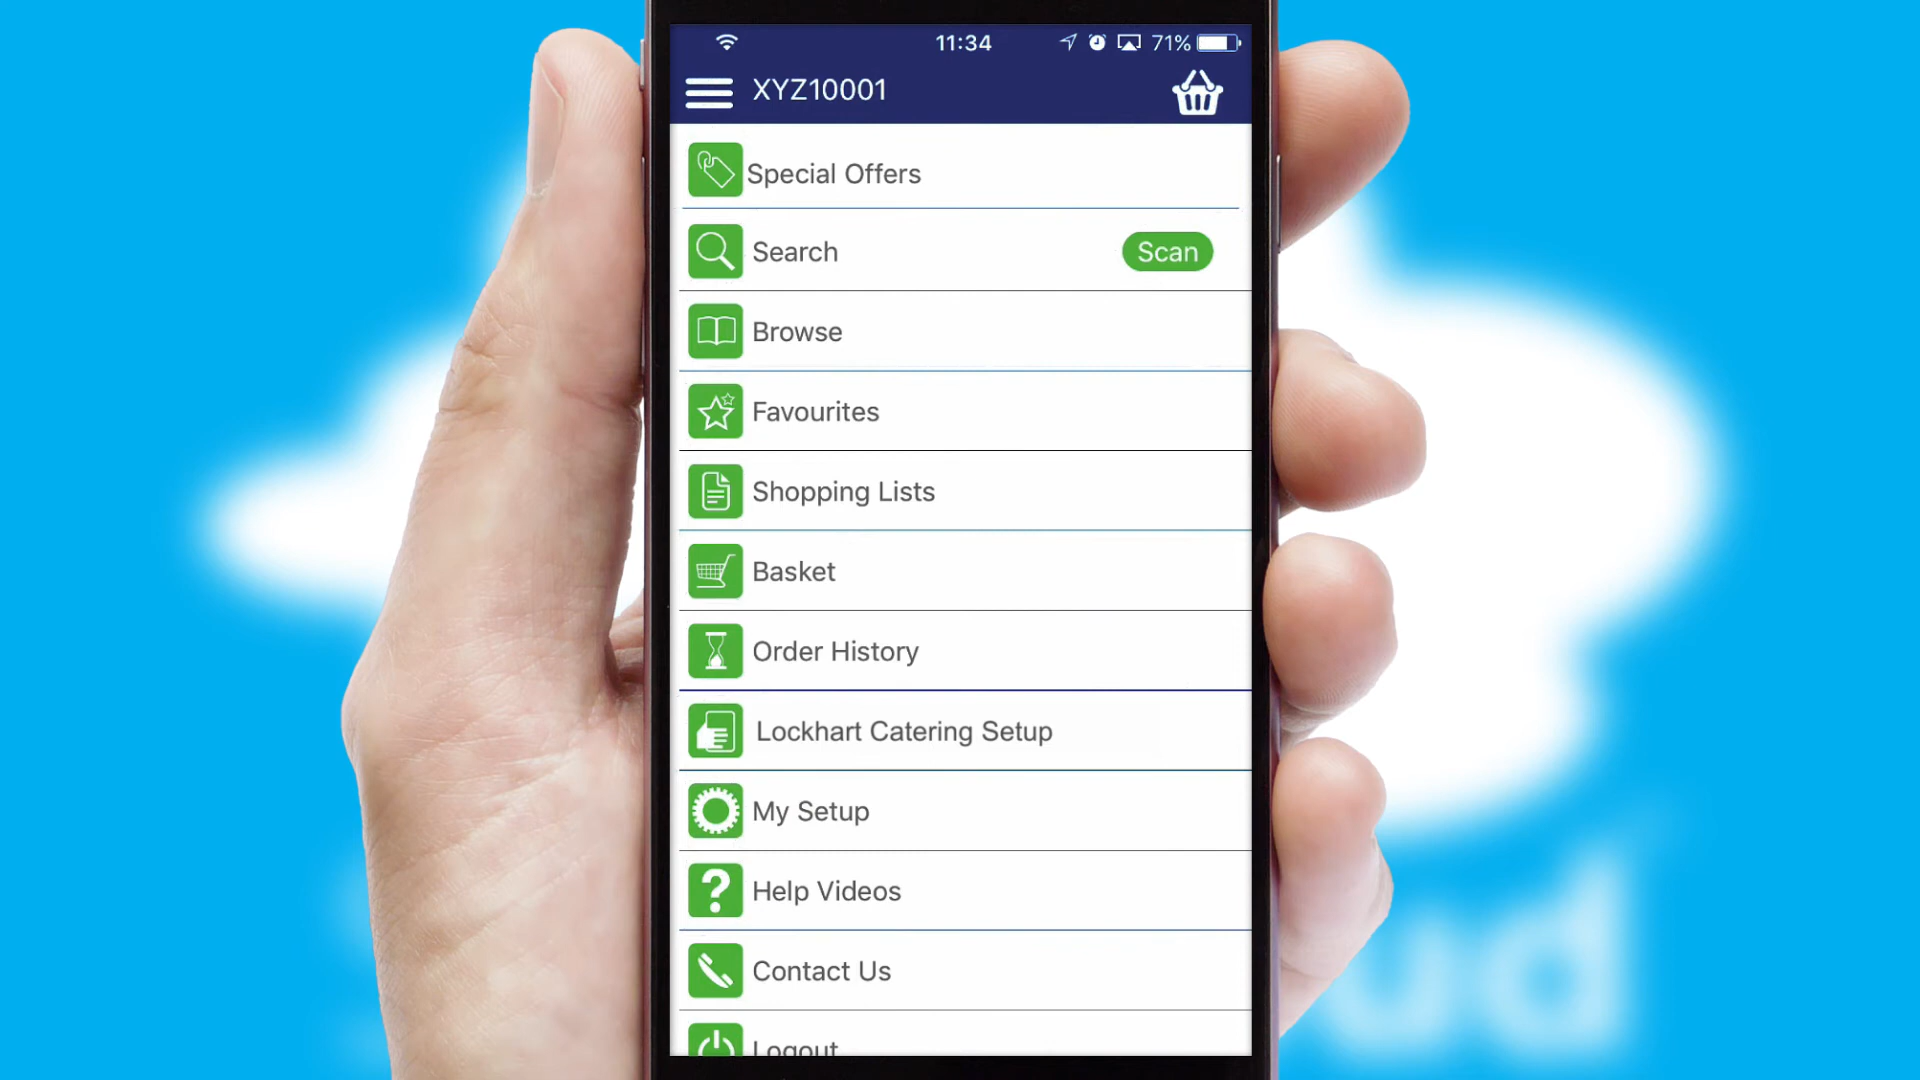 11:34
71%
XYZ10001
Special Offers
Search
Scan
Browse
Favourites
Shopping Lists
Basket
Order History
Lockhart Catering Setup
My Setup
Help Videos
Contact Us
Logout
ud